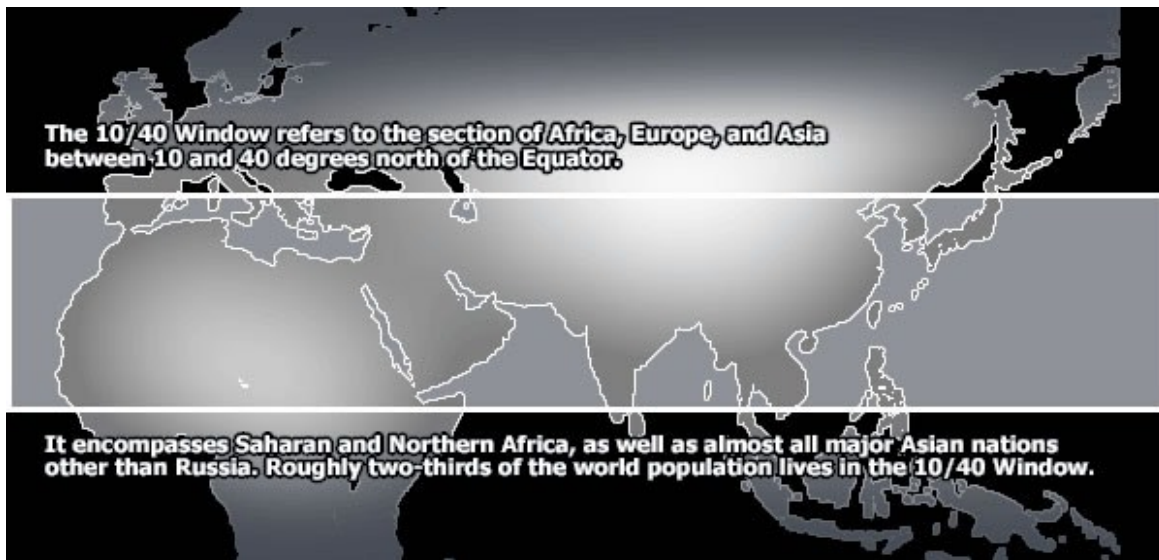 The 10/40 Window refers to the section of Africa, Europe, and Asia
between 10 and 40 degrees north of the Equator.
It encompasses Saharan and Northern Africa, as well as almost all major Asian nations
other than Russia. Roughly two-thirds of the world population lives in the 10/40 Window.